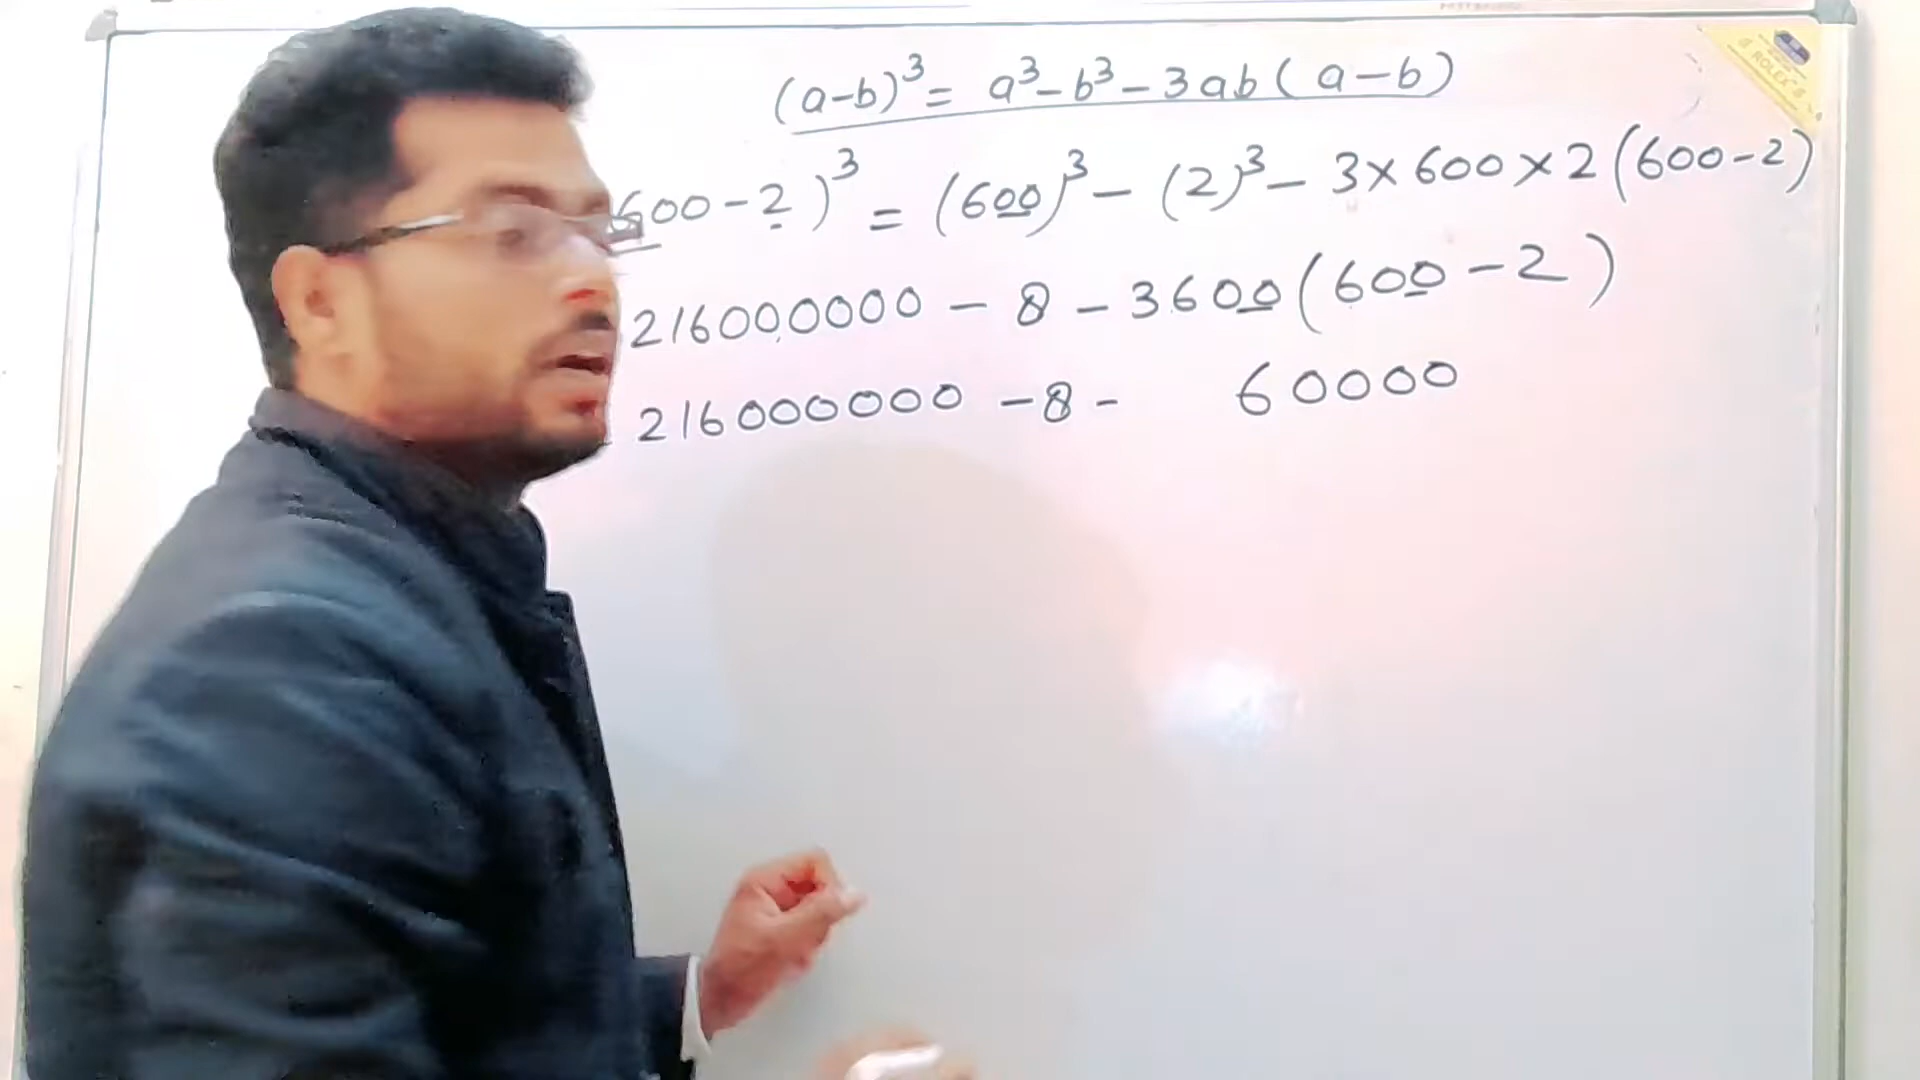 (a-b)³ = a³ - b³ - 3ab ( a - b )
600 - 2 )³ = (600)³ - (2)³ - 3 × 600 × 2 (600-2)
216000000 - 8 - 3600 (600 - 2 )
216000000 - 8 - 60000
ROLEX